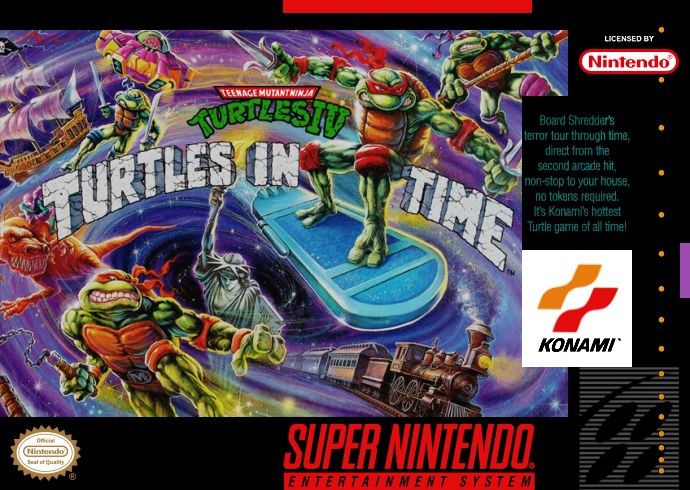 LICENSED BY
Nintendo
TEENAGE MUTANT NINJA
TURTLES IV
TURTLES IN TIME
TM
Board Shredder's
terror tour through time,
direct from the
second arcade hit,
non-stop to your house,
no tokens required.
It's Konami's hottest
Turtle game of all time!
KONAMI
Official
Nintendo
Seal of Quality
®
SUPER NINTENDO®
ENTERTAINMENT SYSTEM